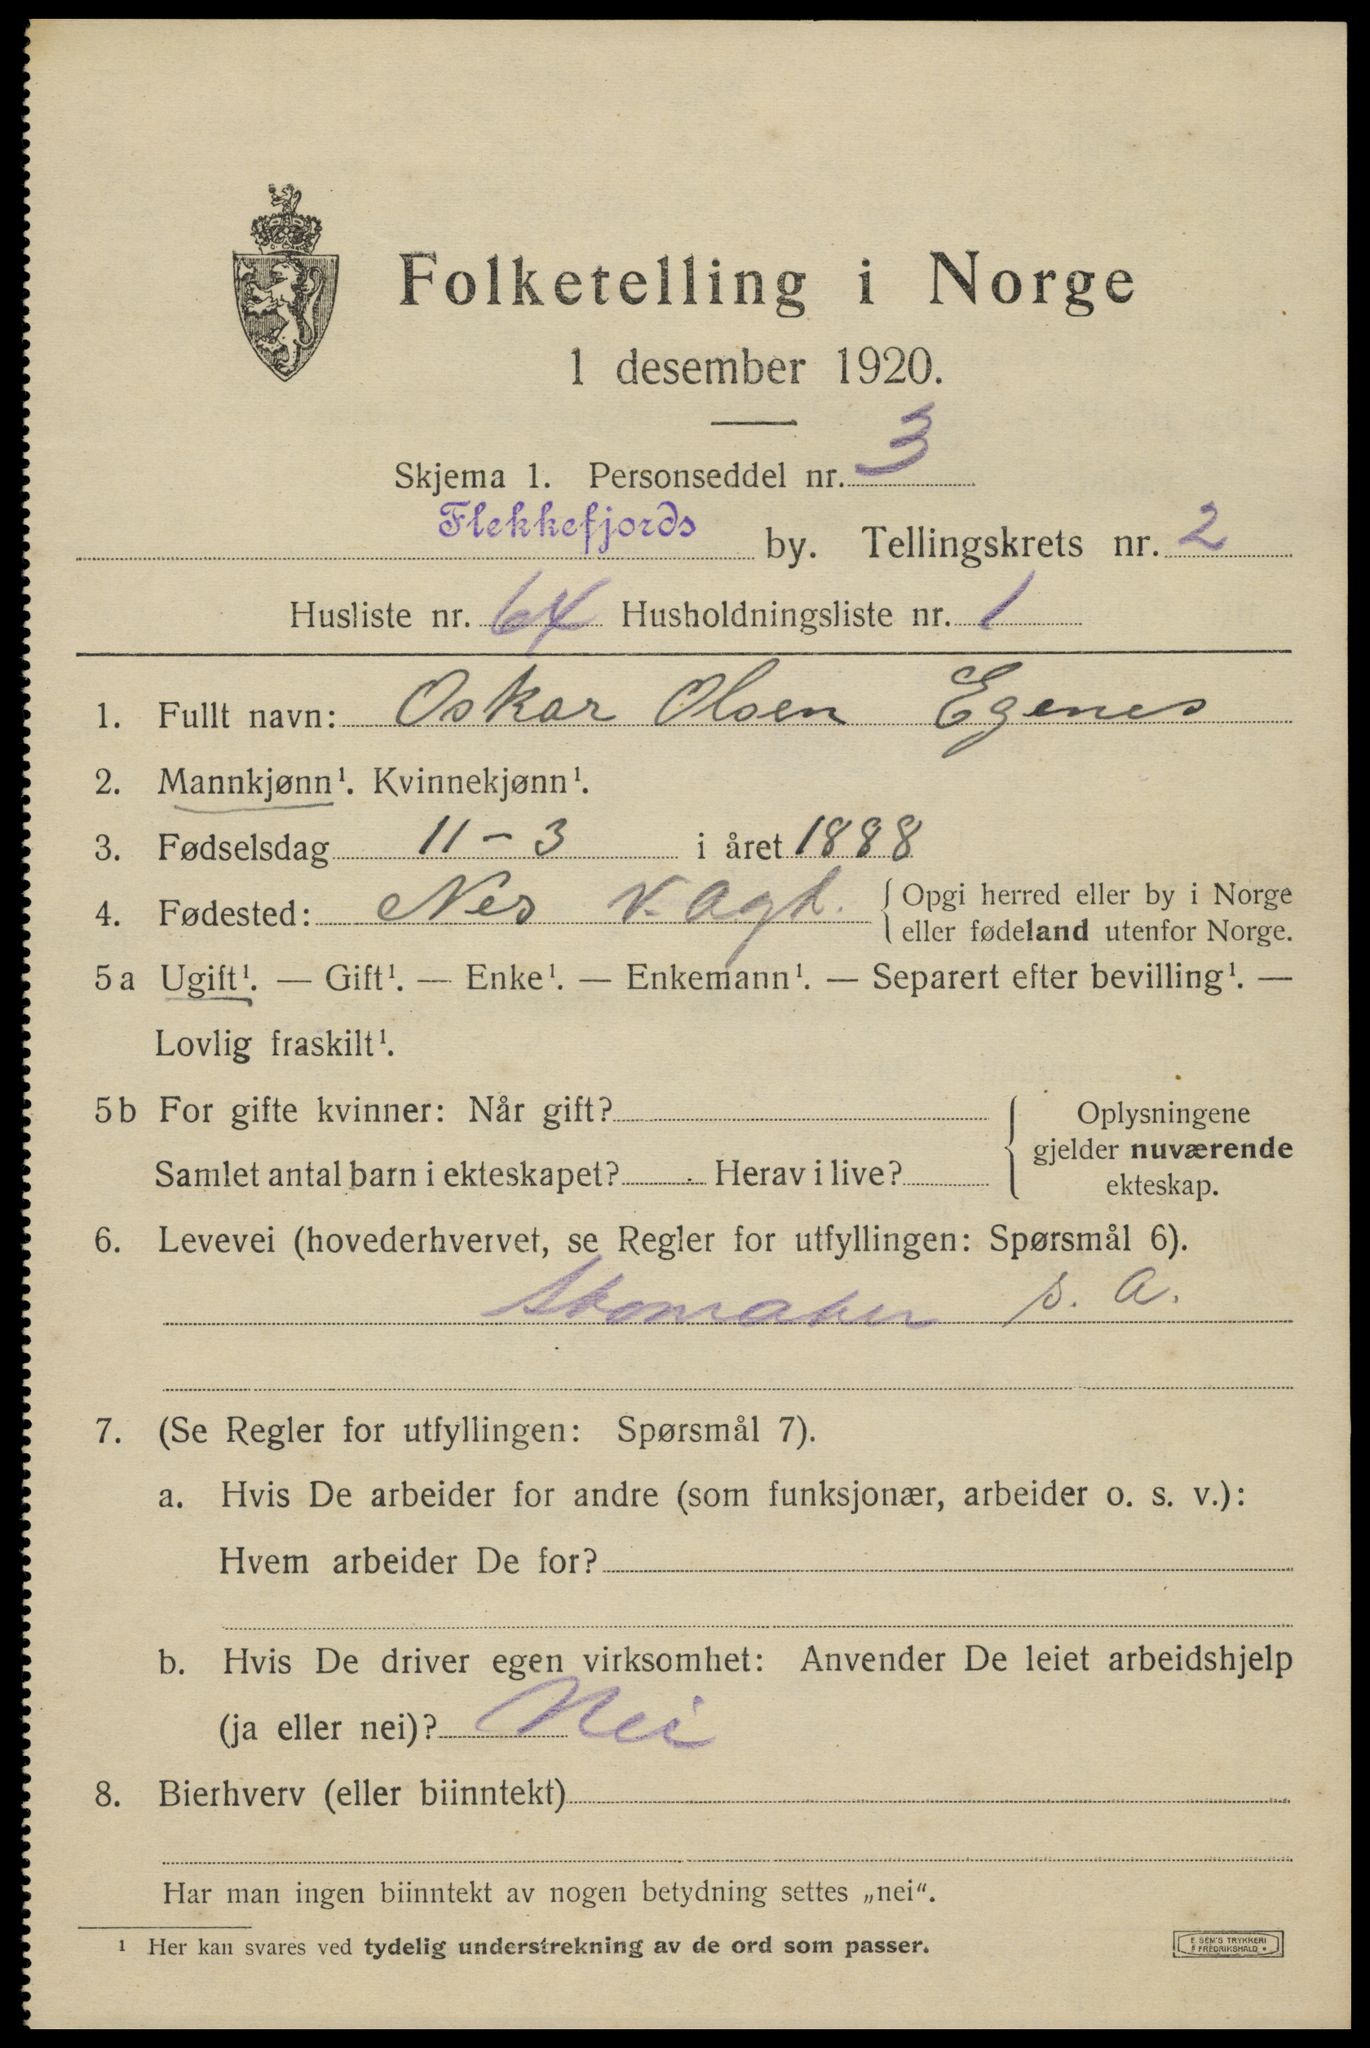 Folketelling i Norge
1 desember 1920.
Skjema 1. Personseddel nr. 3
Flekkefjords by. Tellingskrets nr. 2
Husliste nr. 64 Husholdningsliste nr. 1
1. Fullt navn: Oskar Olsen Egenes
2. Mannkjønn¹. Kvinnekjønn¹.
3. Fødselsdag 11-3 i året 1888
4. Fødested: Nes V. Agd. { Opgi herred eller by i Norge
eller fødeland utenfor Norge.
5a Ugift¹. — Gift¹. — Enke¹. — Enkemann¹. — Separert efter bevilling¹. —
Lovlig fraskilt¹.
5b For gifte kvinner: Når gift?
Samlet antal barn i ekteskapet? Herav i live?
{ Oplysningene
gjelder nuværende
ekteskap.
6. Levevei (hovederhvervet, se Regler for utfyllingen: Spørsmål 6).
Skomaker s. A.
7. (Se Regler for utfyllingen: Spørsmål 7).
a. Hvis De arbeider for andre (som funksjonær, arbeider o. s. v.):
Hvem arbeider De for?
b. Hvis De driver egen virksomhet: Anvender De leiet arbeidshjelp
(ja eller nei)? Nei
8. Bierhverv (eller biinntekt)
Har man ingen biinntekt av nogen betydning settes „nei“.
¹ Her kan svares ved tydelig understrekning av de ord som passer.
E. SEM'S TRYKKERI
FREDRIKSHALD